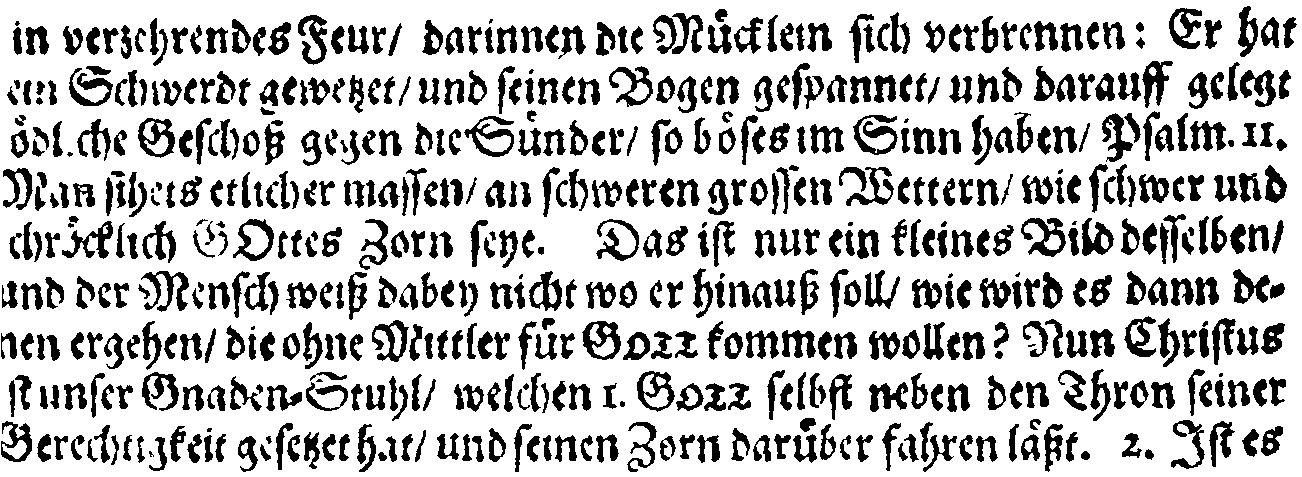 in verzehrendes Feur/ darinnen die Mücklein sich verbrennen: Er hat
ein Schwerdt gewetzet/ und seinen Bogen gespannet/ und darauff gelegt
ödliche Geschoß gegen die Sünder/ so böses im Sinn haben/ Psalm. 11.
Man sihets etlicher massen/ an schweren grossen Wettern/ wie schwer und
chröcklich GOttes Zorn seye. Das ist nur ein kleines Bild desselben/
und der Mensch weiß dabey nicht wo er hinauß soll/ wie wird es dann de-
nen ergehen/ die ohne Mittler für GOTT kommen wollen? Nun Christus
st unser Gnaden-Stuhl/ welchen 1. GOTT selbst neben den Thron seiner
Gerechtigkeit gesetzet hat/ und seinen Zorn darüber fahren läßt. 2. Ist es